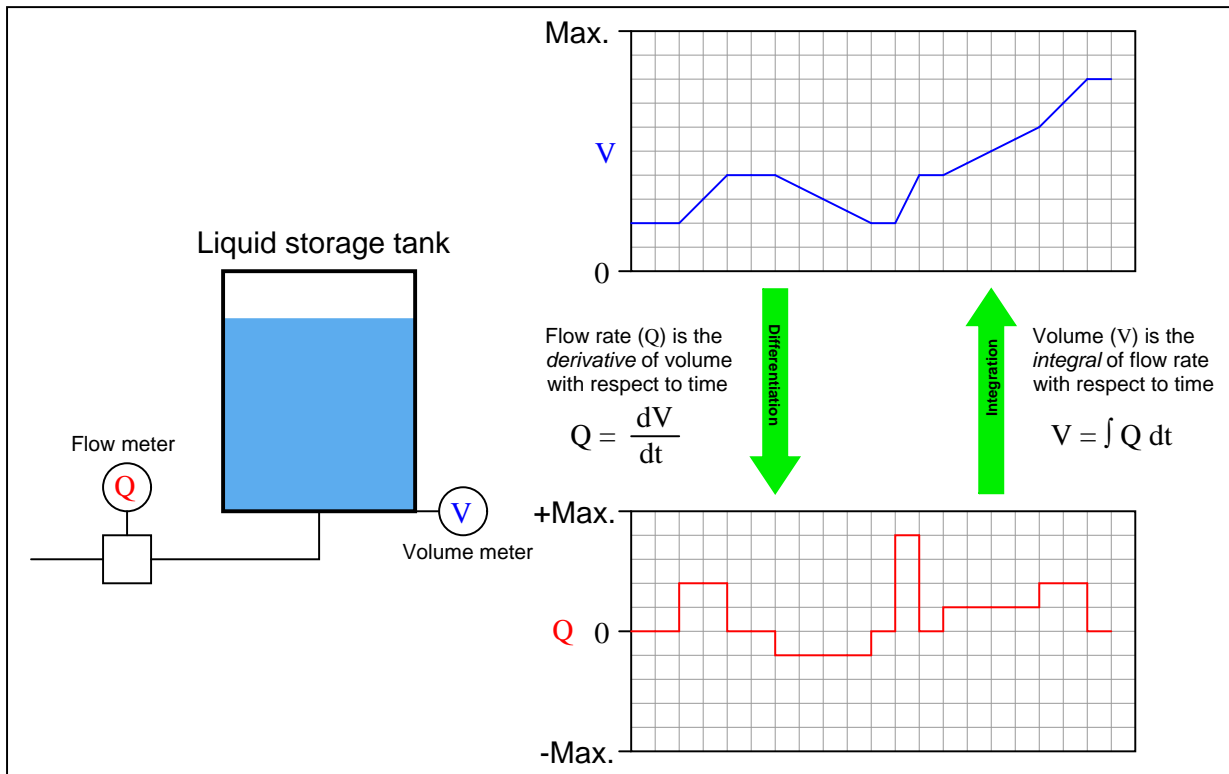 Max.
V
0
Liquid storage tank
Flow meter
Q
V
Volume meter
Flow rate (Q) is the
derivative of volume
with respect to time
Q = dV
dt
Differentiation
Integration
Volume (V) is the
integral of flow rate
with respect to time
V = ∫ Q dt
+Max.
Q 0
-Max.